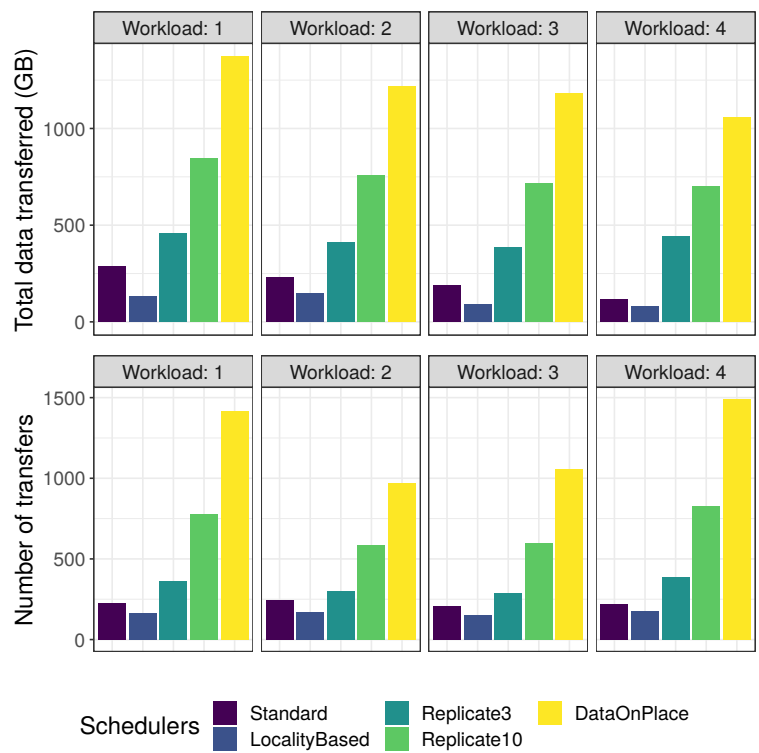 Workload: 1 Workload: 2 Workload: 3 Workload: 4
Total data transferred (GB)
1000
500
0
Workload: 1 Workload: 2 Workload: 3 Workload: 4
Number of transfers
1500
1000
500
0
Schedulers
Standard Replicate3 DataOnPlace
LocalityBased Replicate10